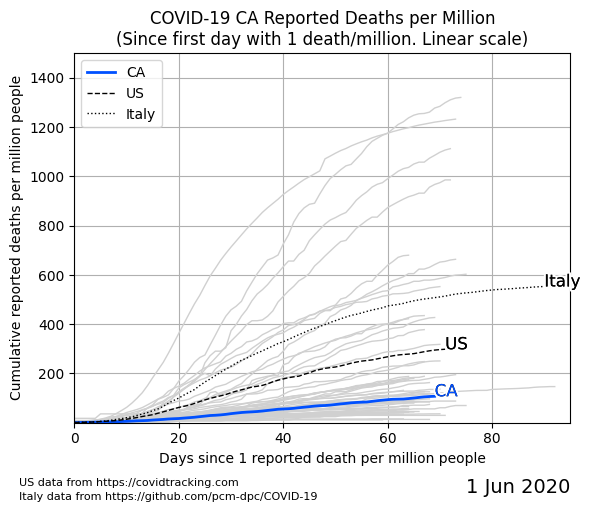 COVID-19 CA Reported Deaths per Million
(Since first day with 1 death/million. Linear scale)
Cumulative reported deaths per million people
1400
1200
1000
800
600
400
200
CA
US
Italy
Italy
US
CA
0
20
40
60
80
Days since 1 reported death per million people
US data from https://covidtracking.com
Italy data from https://github.com/pcm-dpc/COVID-19
1 Jun 2020